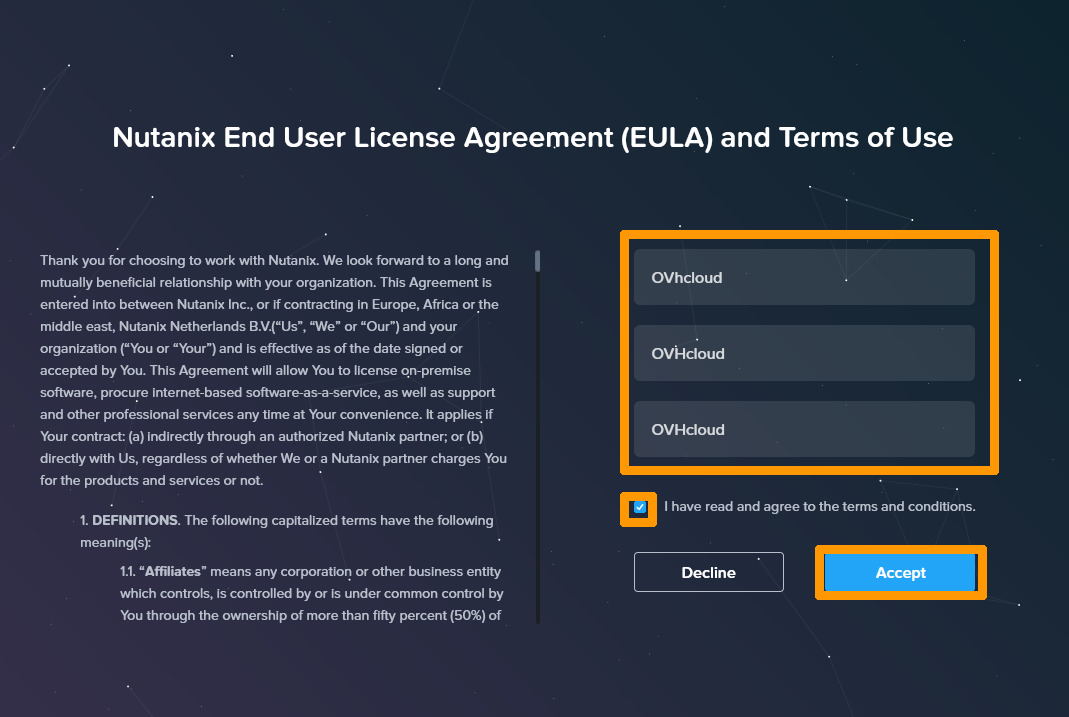 Nutanix End User License Agreement (EULA) and Terms of Use
Thank you for choosing to work with Nutanix. We look forward to a long and
mutually beneficial relationship with your organization. This Agreement is
entered into between Nutanix Inc., or if contracting in Europe, Africa or the
middle east, Nutanix Netherlands B.V.(“Us”, “We” or “Our”) and your
organization (“You or “Your”) and is effective as of the date signed or
accepted by You. This Agreement will allow You to license on-premise
software, procure internet-based software-as-a-service, as well as support
and other professional services any time at Your convenience. It applies if
Your contract: (a) indirectly through an authorized Nutanix partner; or (b)
directly with Us, regardless of whether We or a Nutanix partner charges You
for the products and services or not.
1. DEFINITIONS. The following capitalized terms have the following
meaning(s):
1.1. “Affiliates” means any corporation or other business entity
which controls, is controlled by or is under common control by
You through the ownership of more than fifty percent (50%) of
OVhcloud
OVHcloud
OVHcloud
I have read and agree to the terms and conditions.
Decline
Accept